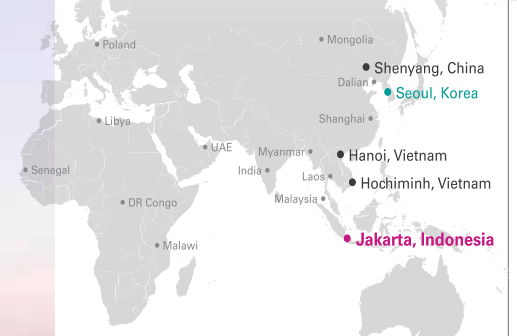 Poland
Mongolia
Shenyang, China
Dalian
Seoul, Korea
Libya
Shanghai
UAE
Myanmar
Hanoi, Vietnam
Senegal
India
Laos
Hochiminh, Vietnam
DR Congo
Malaysia
Malawi
Jakarta, Indonesia